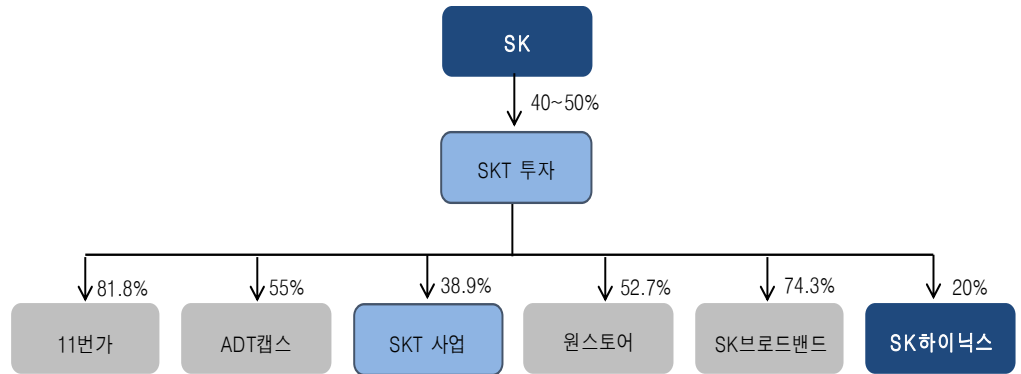 SK
40~50%
SKT 투자
81.8%
55%
38.9%
52.7%
74.3%
20%
11번가
ADT캡스
SKT 사업
원스토어
SK브로드밴드
SK하이닉스